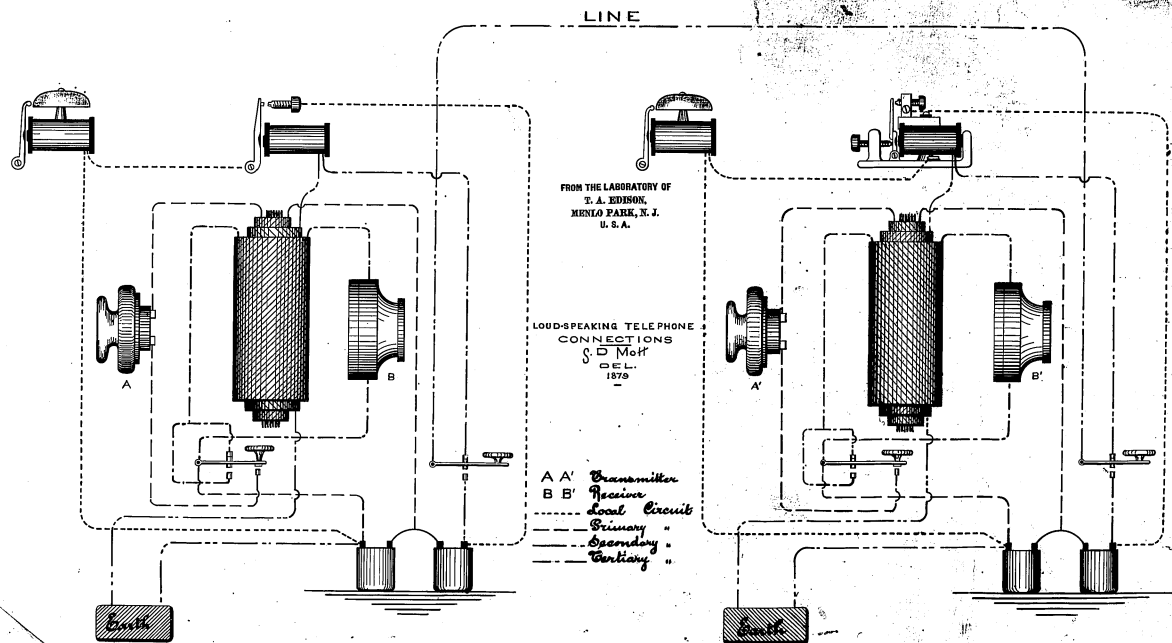 LINE
FROM THE LABORATORY OF
T. A. EDISON,
MENLO PARK, N. J.
U. S. A.
LOUD-SPEAKING TELEPHONE
CONNECTIONS
S. D Mott
DEL.
1879
A
B
A'
B'
A A' Transmitter
B B' Receiver
Local Circuit
Primary "
Secondary "
Tertiary "
Earth
Earth